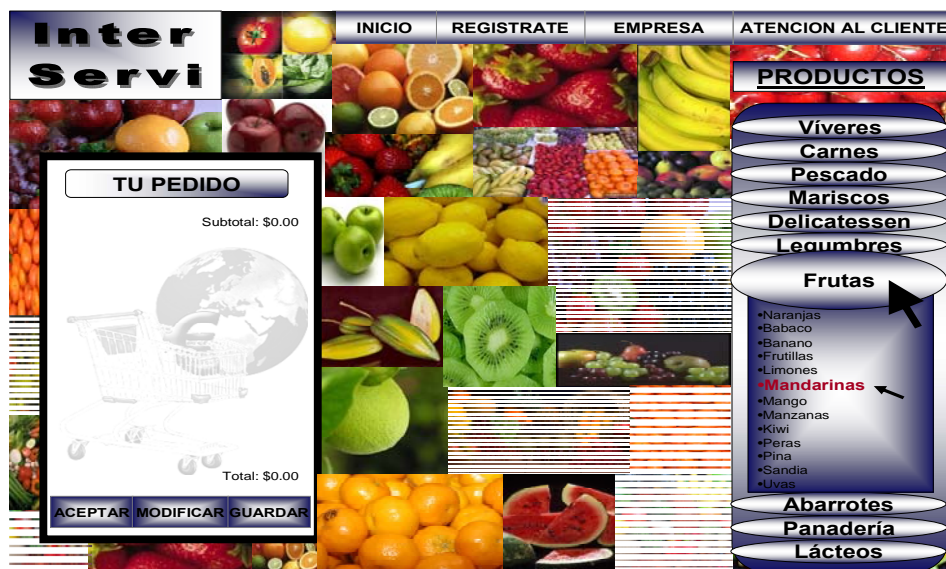 Inter
Servi
INICIO
REGISTRATE
EMPRESA
ATENCION AL CLIENTE
TU PEDIDO
Subtotal: $0.00
Total: $0.00
ACEPTAR
MODIFICAR
GUARDAR
PRODUCTOS
Víveres
Carnes
Pescado
Mariscos
Delicatessen
Legumbres
Frutas
•Naranjas
•Babaco
•Banano
•Frutillas
•Limones
•Mandarinas
•Mango
•Manzanas
•Kiwi
•Peras
•Pina
•Sandia
•Uvas
Abarrotes
Panadería
Lácteos